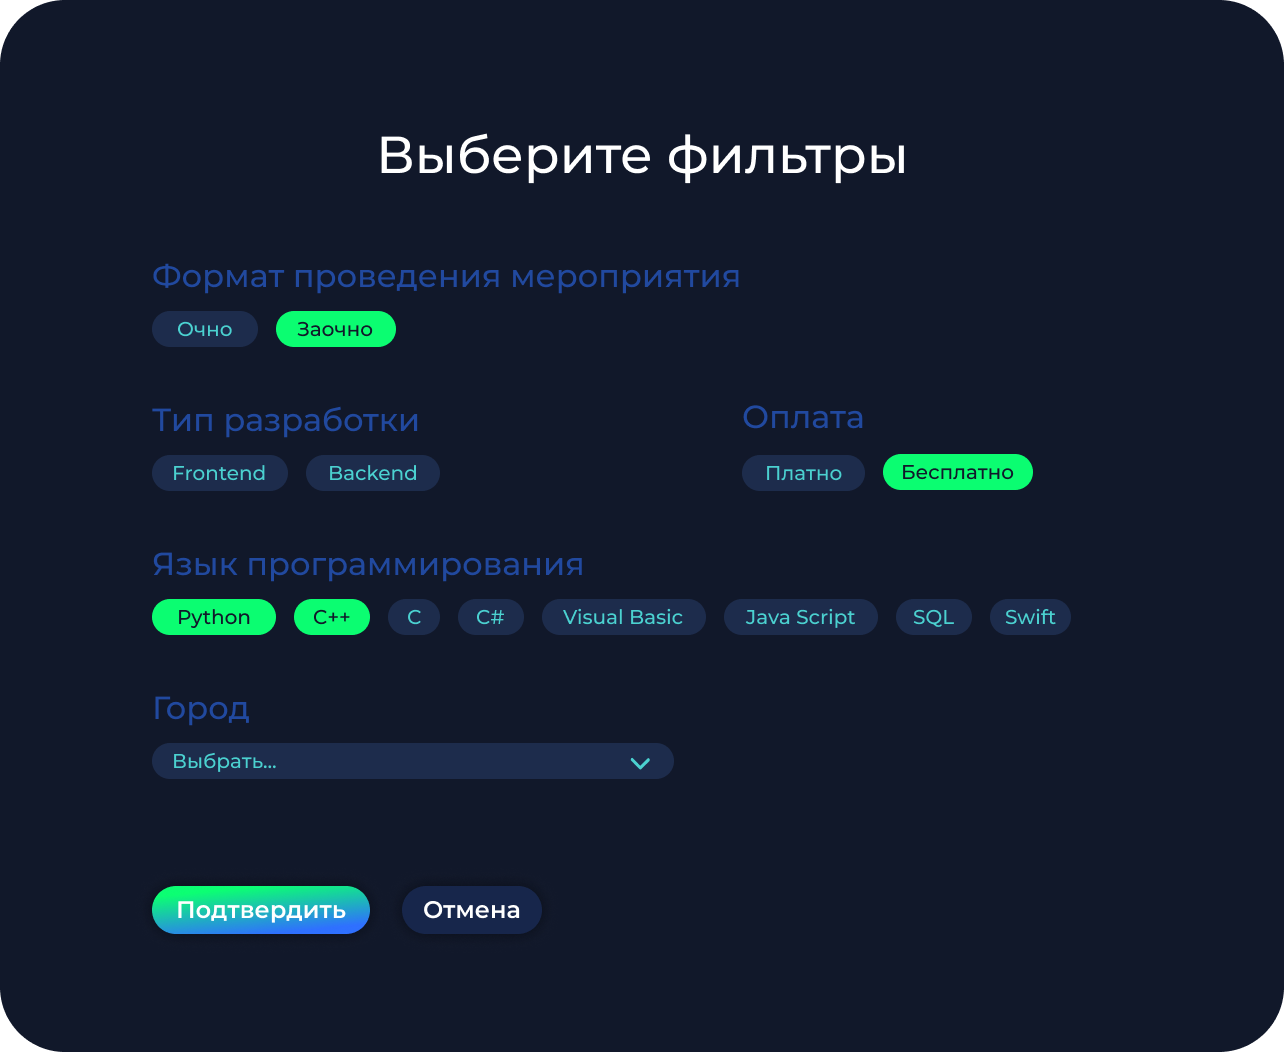 Выберите фильтры
Формат проведения мероприятия
Очно Заочно
Тип разработки Оплата
Frontend Backend Платно Бесплатно
Язык программирования
Python C++ C C# Visual Basic Java Script SQL Swift
Город
Выбрать...
Подтвердить Отмена